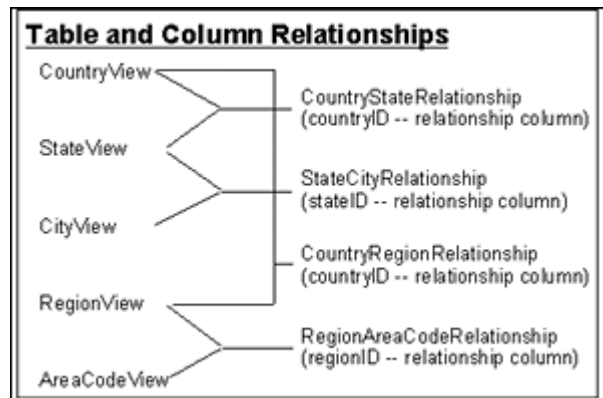 Table and Column Relationships
CountryView
CountryStateRelationship
(countryID -- relationship column)
StateView
StateCityRelationship
(stateID -- relationship column)
CityView
CountryRegionRelationship
(countryID -- relationship column)
RegionView
RegionAreaCodeRelationship
(regionID -- relationship column)
AreaCodeView